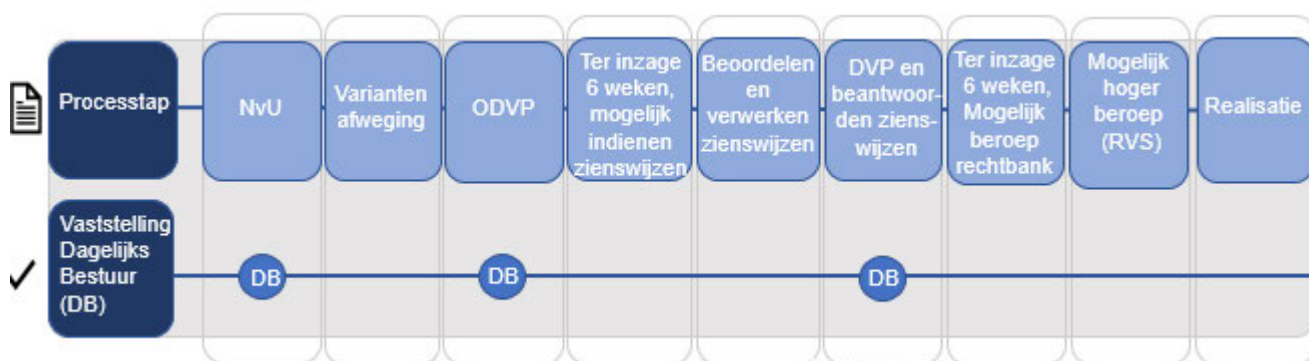 Processtap
NvU
Varianten
afweging
ODVP
Ter inzage
6 weken,
mogelijk
indienen
zienswijzen
Beoordelen
en
verwerken
zienswijzen
DVP en
beantwoor-
den ziens-
wijzen
Ter inzage
6 weken,
Mogelijk
beroep
rechtbank
Mogelijk
hoger
beroep
(RVS)
Realisatie
Vaststelling
Dagelijks
Bestuur
(DB)
DB
DB
DB